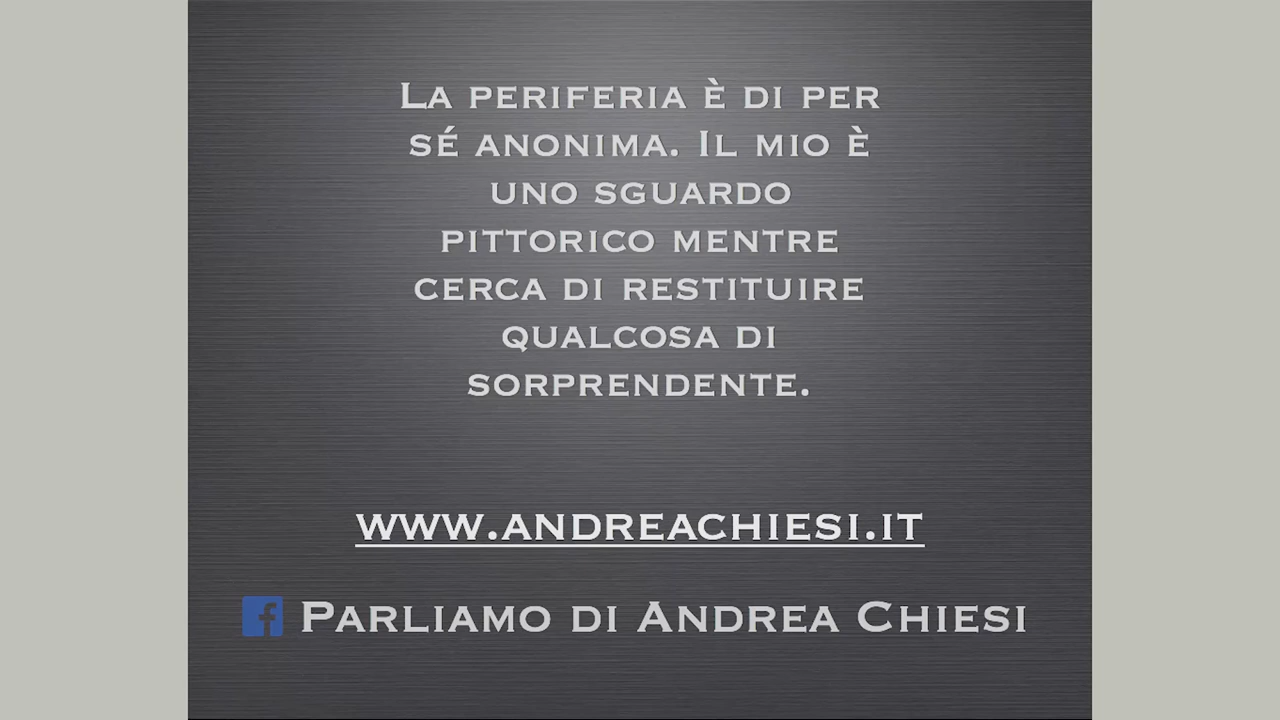 La periferia è di per
sé anonima. Il mio è
uno sguardo
pittorico mentre
cerca di restituire
qualcosa di
sorprendente.
www.andreachiesi.it
f Parliamo di Andrea Chiesi